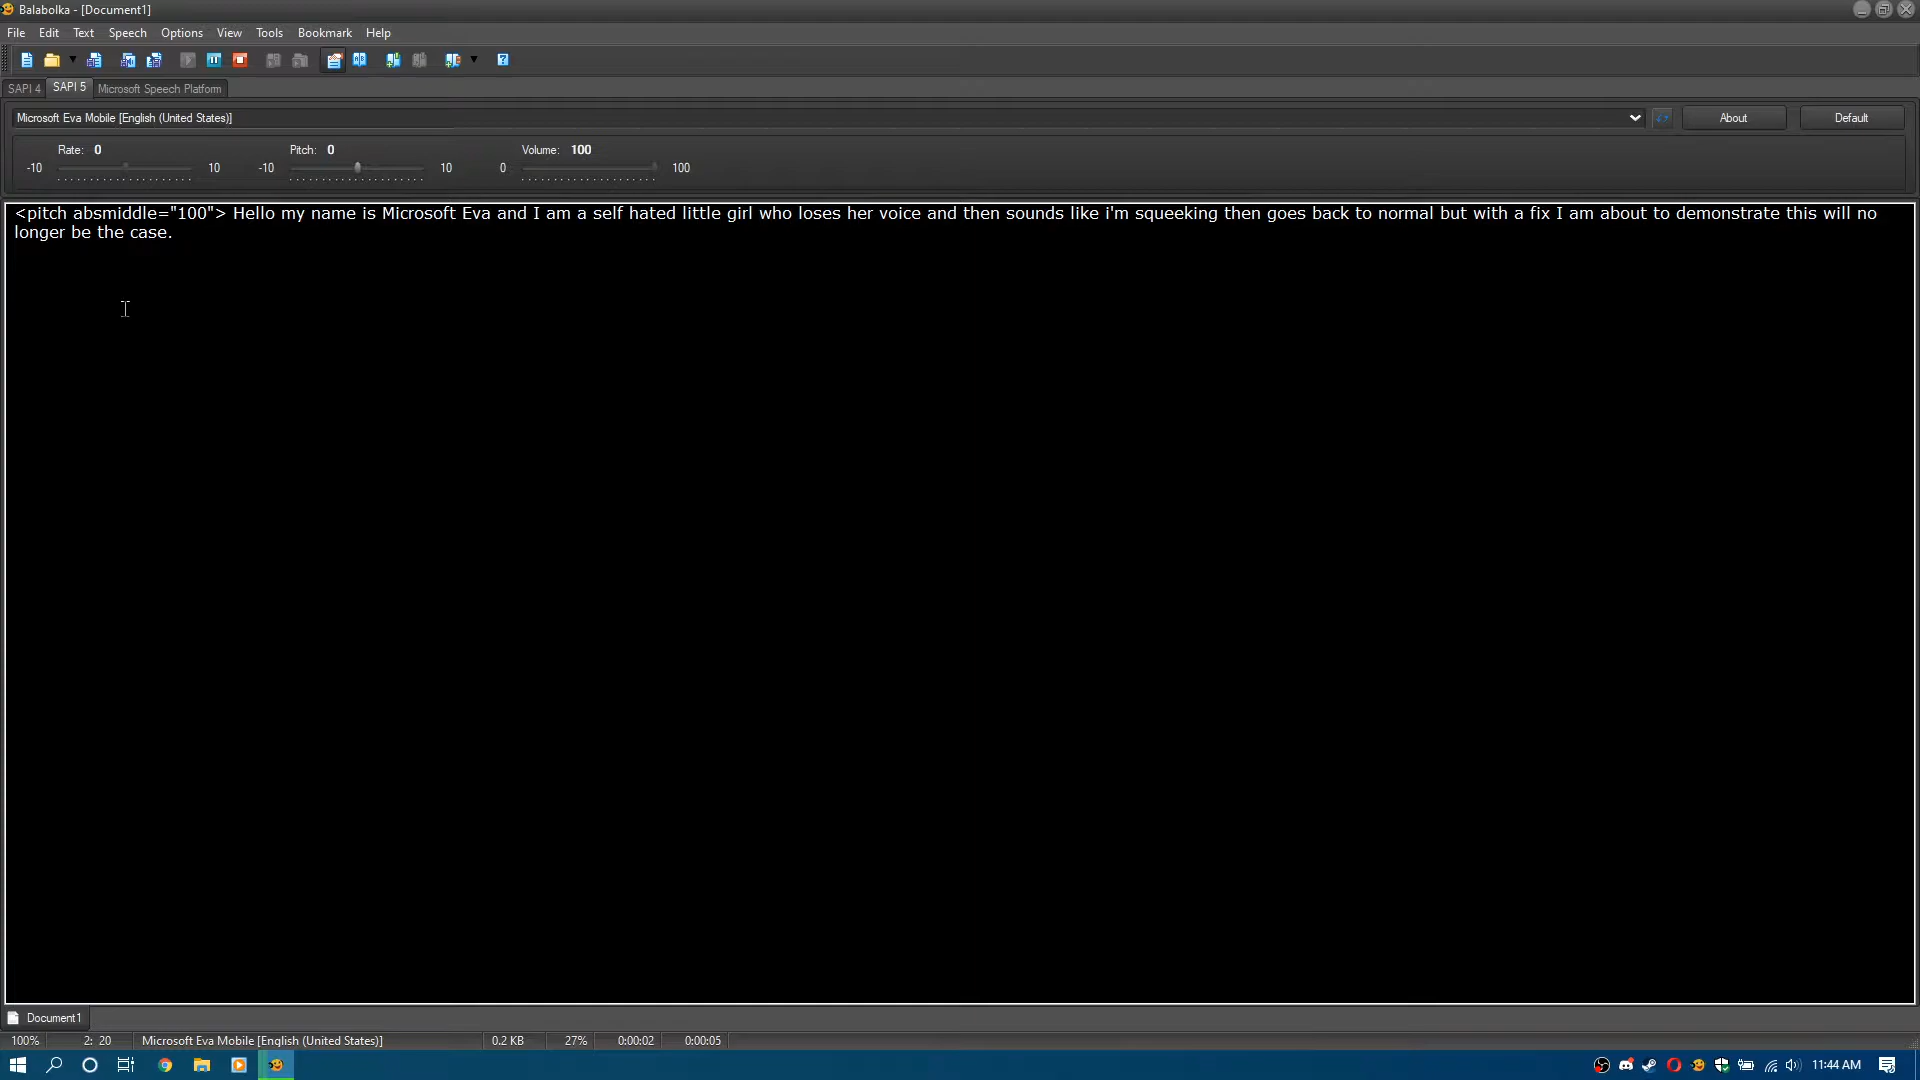 Balabolka - [Document1]
File Edit Text Speech Options View Tools Bookmark Help
SAPI 4 SAPI 5 Microsoft Speech Platform
Microsoft Eva Mobile [English (United States)] About Default
Rate: 0 Pitch: 0 Volume: 100
-10 10 -10 10 0 100
<pitch absmiddle="100"> Hello my name is Microsoft Eva and I am a self hated little girl who loses her voice and then sounds like i'm squeeking then goes back to normal but with a fix I am about to demonstrate this will no
longer be the case.
Document1
100% 2: 20 Microsoft Eva Mobile [English (United States)] 0.2 KB 27% 0:00:02 0:00:05
11:44 AM